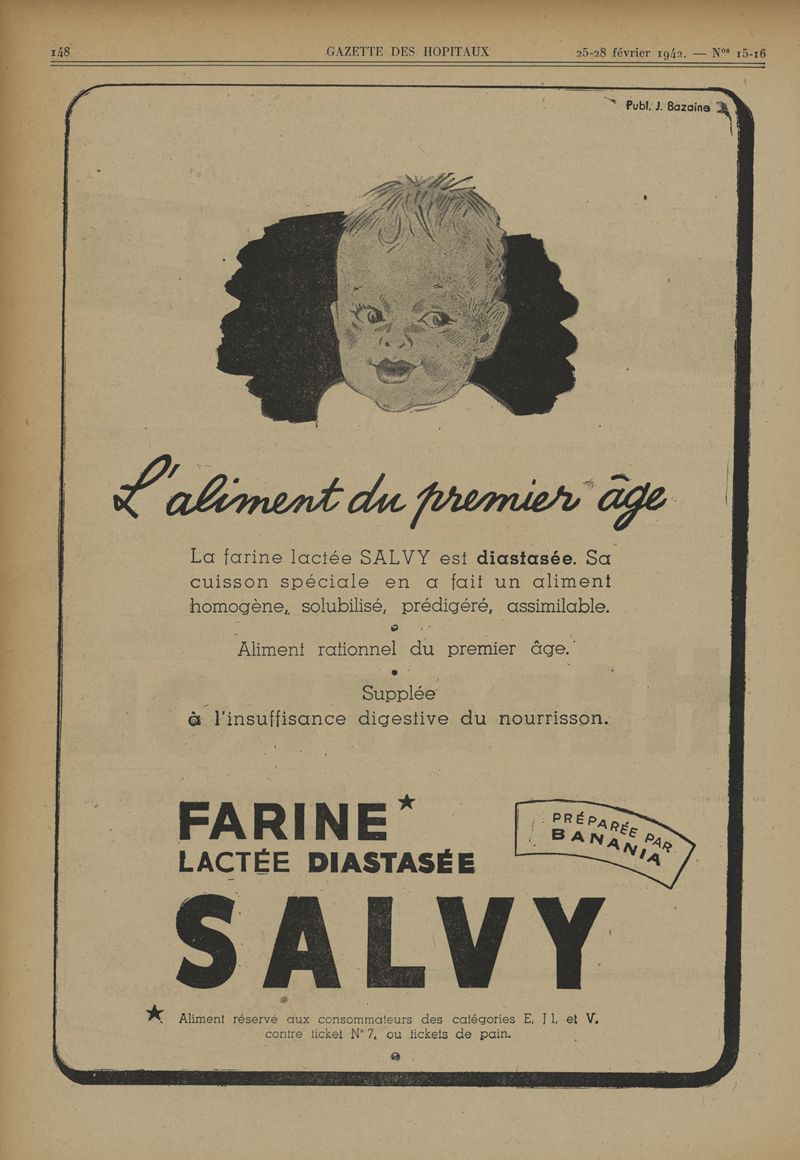 148
GAZETTE DES HOPITAUX
25-28 février 1942. — Nos 15-16
Publ. J. Bazaine
L'aliment du premier âge
La farine lactée SALVY est diastasée. Sa
cuisson spéciale en a fait un aliment
homogène, solubilisé, prédigéré, assimilable.
Aliment rationnel du premier âge.
Supplée
à l'insuffisance digestive du nourrisson.
FARINE*
LACTÉE DIASTASÉE
SALVY
PRÉPARÉE PAR
BANANIA
* Aliment réservé aux consommateurs des catégories E, J1, et V.
contre ticket N° 7, ou tickets de pain.